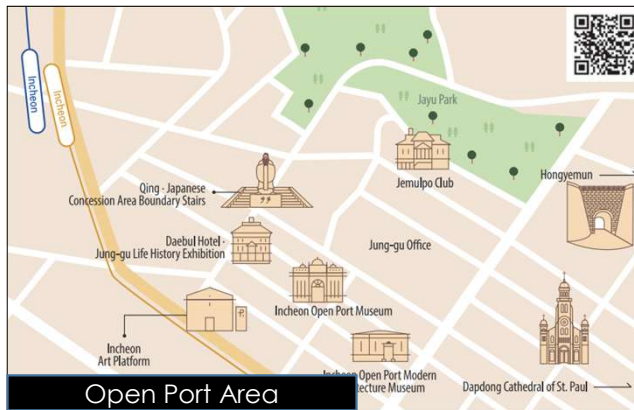 Incheon
Incheon
Jayu Park
Jemulpo Club
Hongyemun
Qing · Japanese
Concession Area Boundary Stairs
Daebul Hotel ·
Jung-gu Life History Exhibition
Jung-gu Office
Incheon Open Port Museum
Incheon
Art Platform
Open Port Modern
tecture Museum
Dapdong Cathedral of St. Paul
Open Port Area